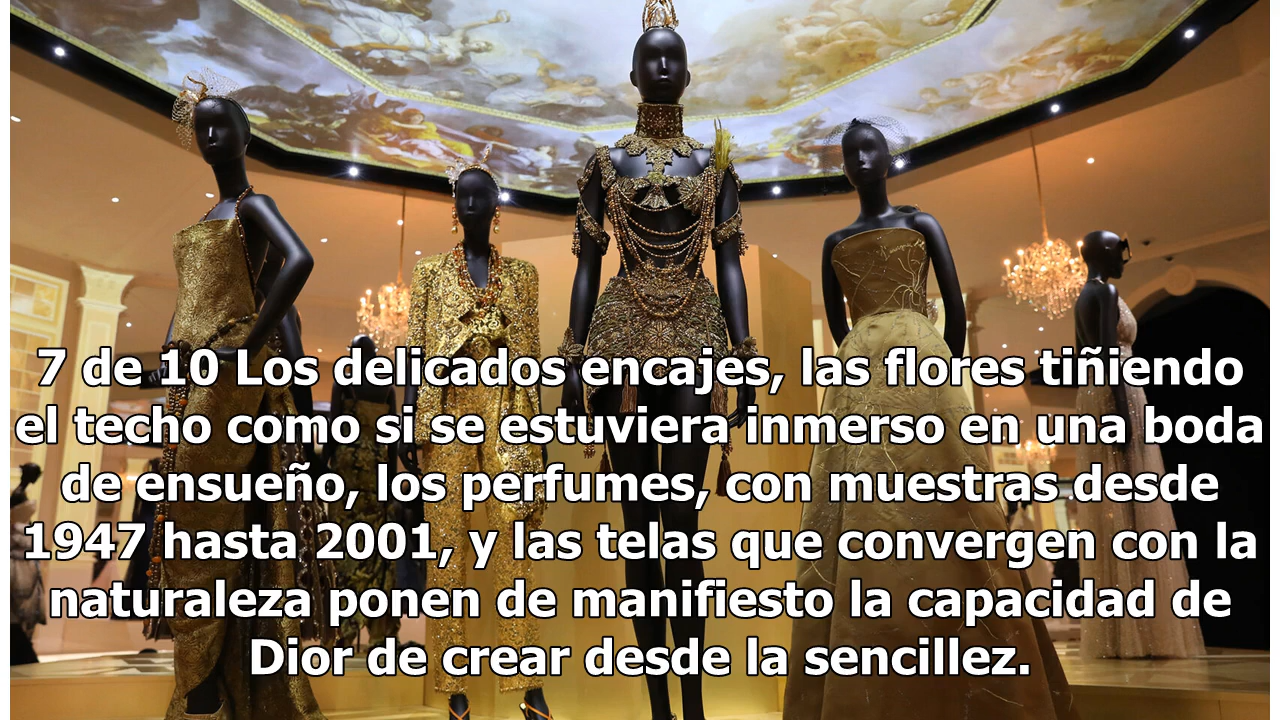 7 de 10 Los delicados encajes, las flores tiñiendo
el techo como si se estuviera inmerso en una boda
de ensueño, los perfumes, con muestras desde
1947 hasta 2001, y las telas que convergen con la
naturaleza ponen de manifiesto la capacidad de
Dior de crear desde la sencillez.